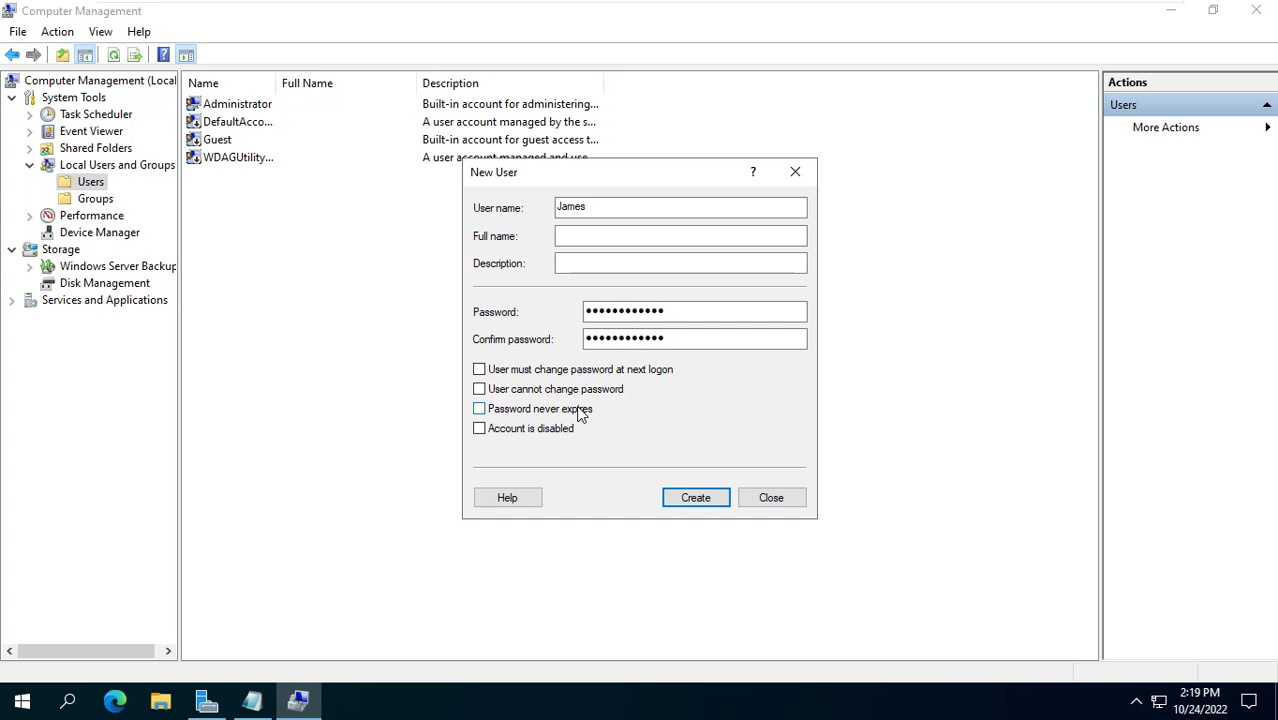 Computer Management
File Action View Help
Computer Management (Local
System Tools
Task Scheduler
Event Viewer
Shared Folders
Local Users and Groups
Users
Groups
Performance
Device Manager
Storage
Windows Server Backup
Disk Management
Services and Applications
Name Full Name Description
Administrator Built-in account for administering...
DefaultAcco... A user account managed by the s...
Guest Built-in account for guest access t...
WDAGUtility... A user account managed and use...
New User
?
User name: James
Full name:
Description:
Password: ••••••••••••
Confirm password: ••••••••••••
User must change password at next logon
User cannot change password
Password never expires
Account is disabled
Help Create Close
Actions
Users
More Actions
2:19 PM
10/24/2022